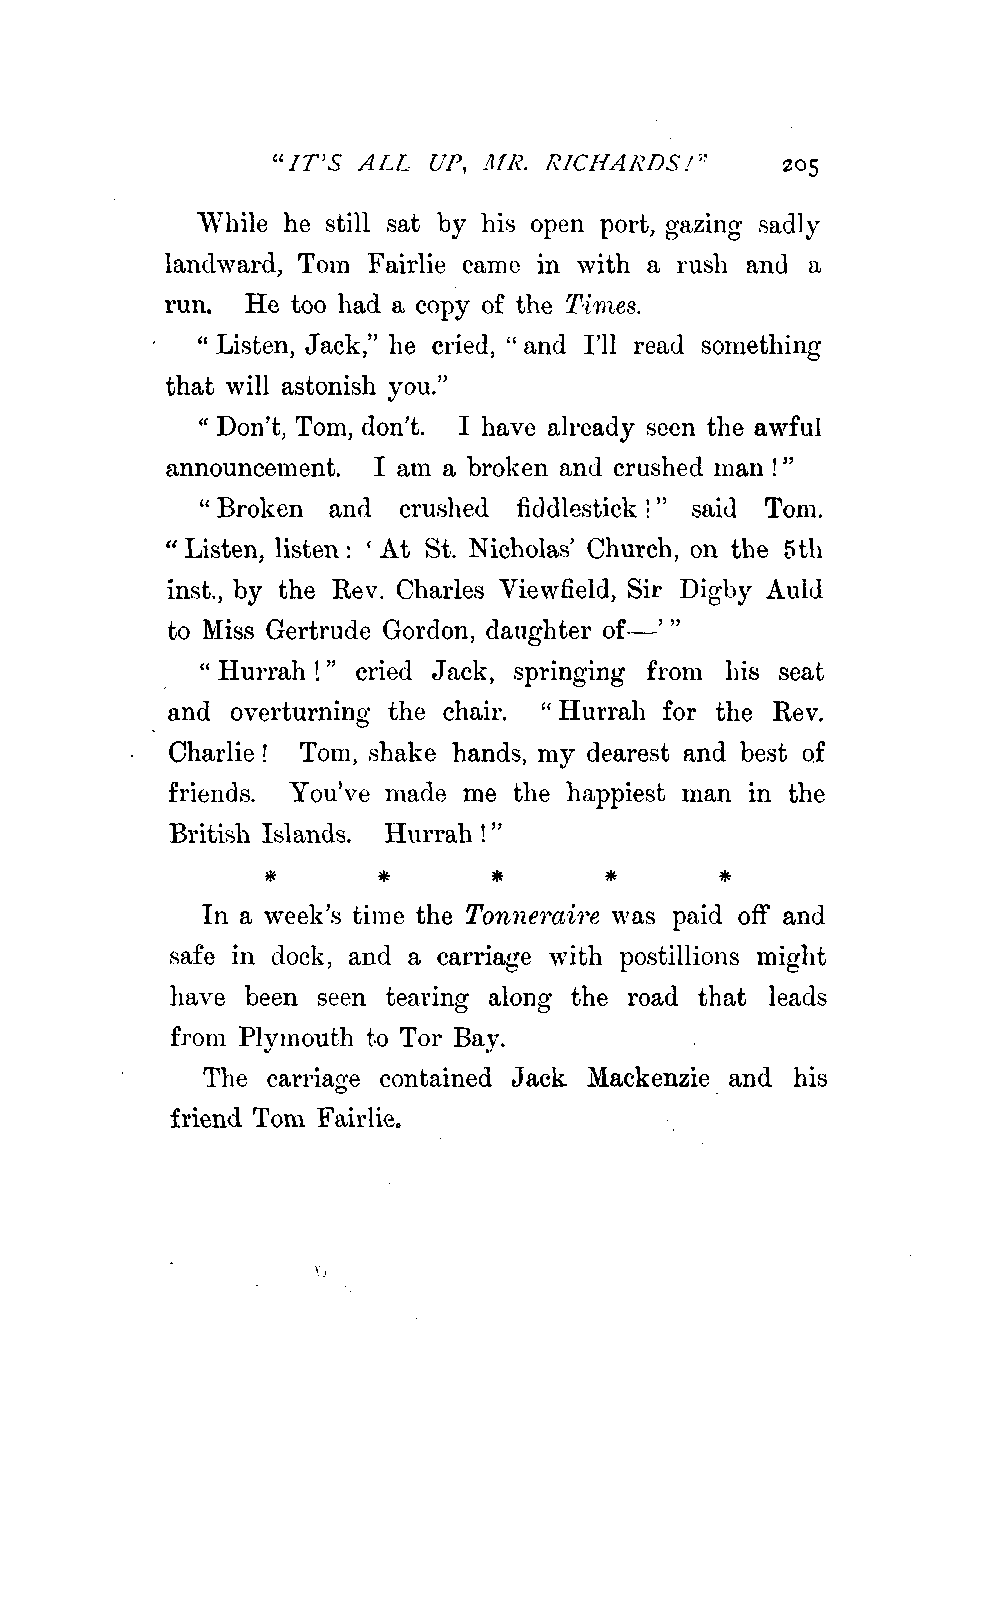 "IT'S ALL UP, MR. RICHARDS!" 205
While he still sat by his open port, gazing sadly
landward, Tom Fairlie came in with a rush and a
run. He too had a copy of the Times.
"Listen, Jack," he cried, "and I'll read something
that will astonish you."
"Don't, Tom, don't. I have already seen the awful
announcement. I am a broken and crushed man!"
"Broken and crushed fiddlestick!" said Tom.
"Listen, listen: 'At St. Nicholas' Church, on the 5th
inst., by the Rev. Charles Viewfield, Sir Digby Auld
to Miss Gertrude Gordon, daughter of—'"
"Hurrah!" cried Jack, springing from his seat
and overturning the chair. "Hurrah for the Rev.
Charlie! Tom, shake hands, my dearest and best of
friends. You've made me the happiest man in the
British Islands. Hurrah!"
* * * * *
In a week's time the Tonneraire was paid off and
safe in dock, and a carriage with postillions might
have been seen tearing along the road that leads
from Plymouth to Tor Bay.
The carriage contained Jack Mackenzie and his
friend Tom Fairlie.